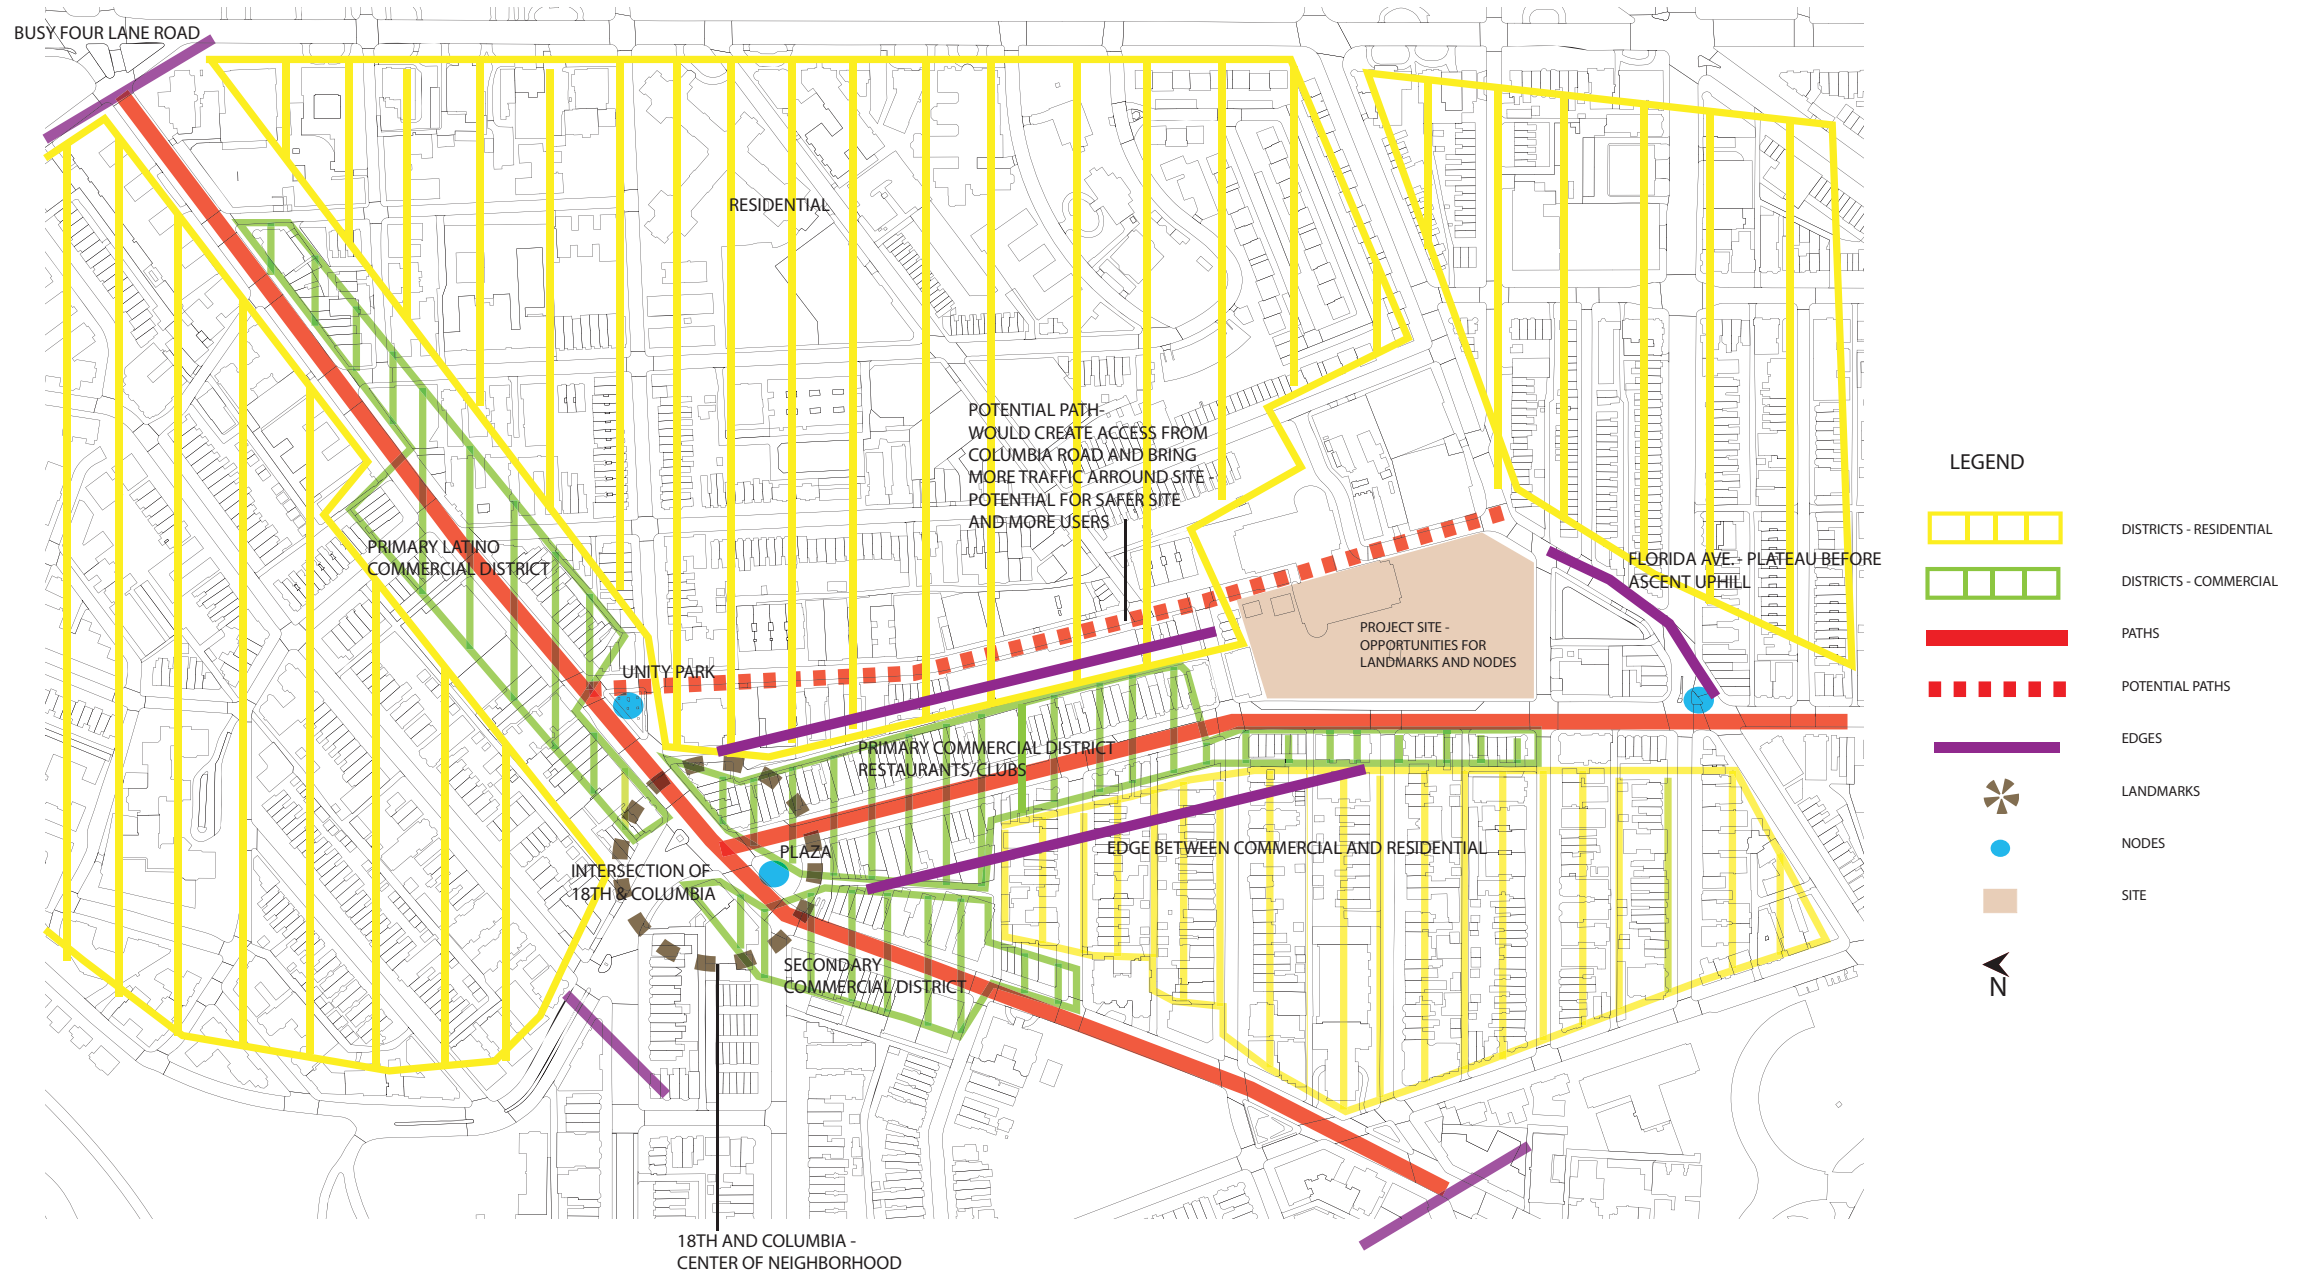 BUSY FOUR LANE ROAD
RESIDENTIAL
POTENTIAL PATH-
WOULD CREATE ACCESS FROM
COLUMBIA ROAD AND BRING
MORE TRAFFIC ARROUND SITE -
POTENTIAL FOR SAFER SITE
AND MORE USERS
PRIMARY LATINO
COMMERCIAL DISTRICT
FLORIDA AVE. - PLATEAU BEFORE
ASCENT UPHILL
PROJECT SITE -
OPPORTUNITIES FOR
LANDMARKS AND NODES
UNITY PARK
PRIMARY COMMERCIAL DISTRICT
RESTAURANTS/CLUBS
PLAZA
EDGE BETWEEN COMMERCIAL AND RESIDENTIAL
INTERSECTION OF
18TH & COLUMBIA
SECONDARY
COMMERCIAL DISTRICT
18TH AND COLUMBIA -
CENTER OF NEIGHBORHOOD
LEGEND
DISTRICTS - RESIDENTIAL
DISTRICTS - COMMERCIAL
PATHS
POTENTIAL PATHS
EDGES
LANDMARKS
NODES
SITE
N